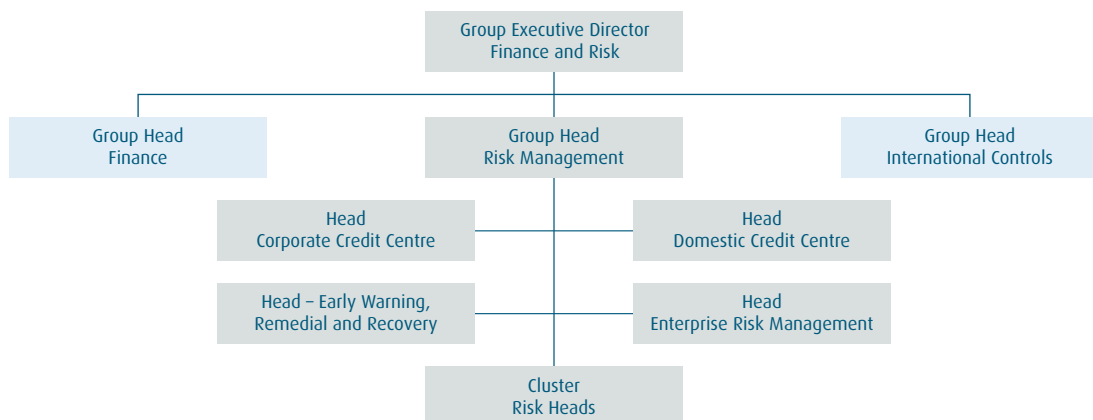 Group Executive Director
Finance and Risk
Group Head
Finance
Group Head
Risk Management
Group Head
International Controls
Head
Corporate Credit Centre
Head
Domestic Credit Centre
Head – Early Warning,
Remedial and Recovery
Head
Enterprise Risk Management
Cluster
Risk Heads